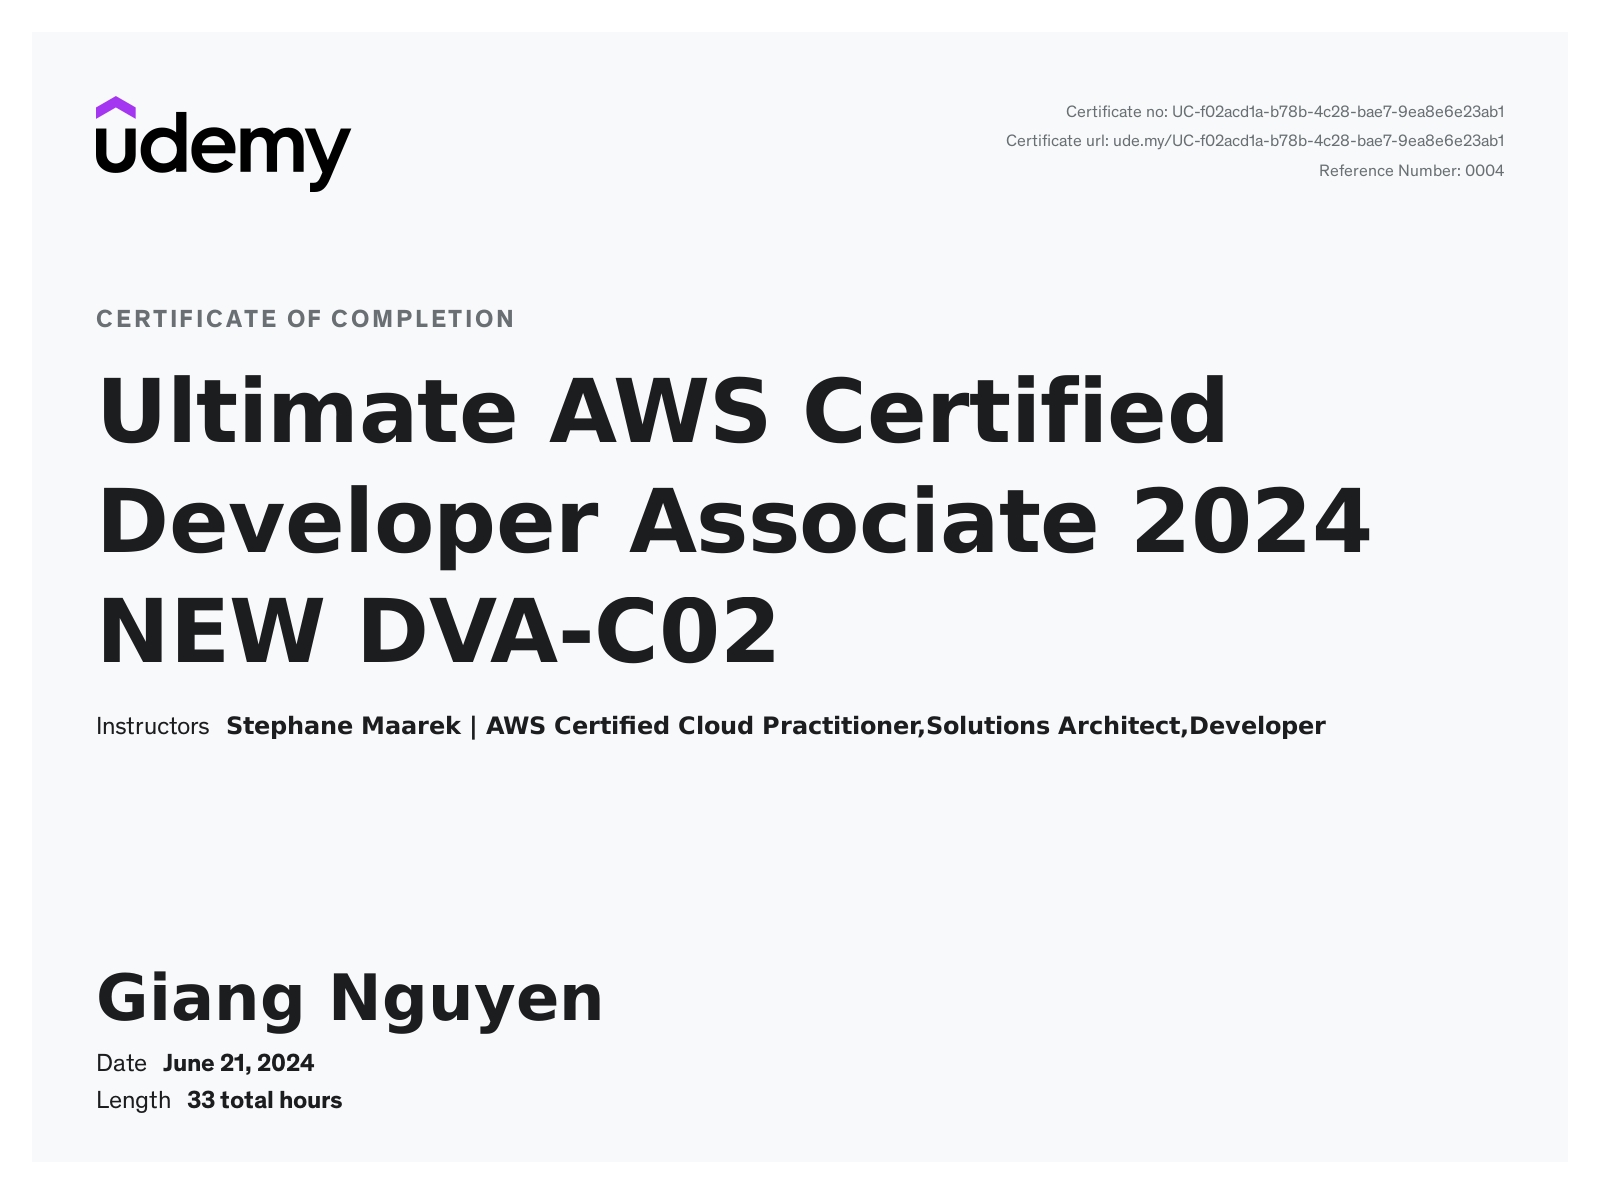 udemy
Certificate no: UC-f02acd1a-b78b-4c28-bae7-9ea8e6e23ab1
Certificate url: ude.my/UC-f02acd1a-b78b-4c28-bae7-9ea8e6e23ab1
Reference Number: 0004
CERTIFICATE OF COMPLETION
Ultimate AWS Certified
Developer Associate 2024
NEW DVA-C02
Instructors Stephane Maarek | AWS Certified Cloud Practitioner,Solutions Architect,Developer
Giang Nguyen
Date June 21, 2024
Length 33 total hours